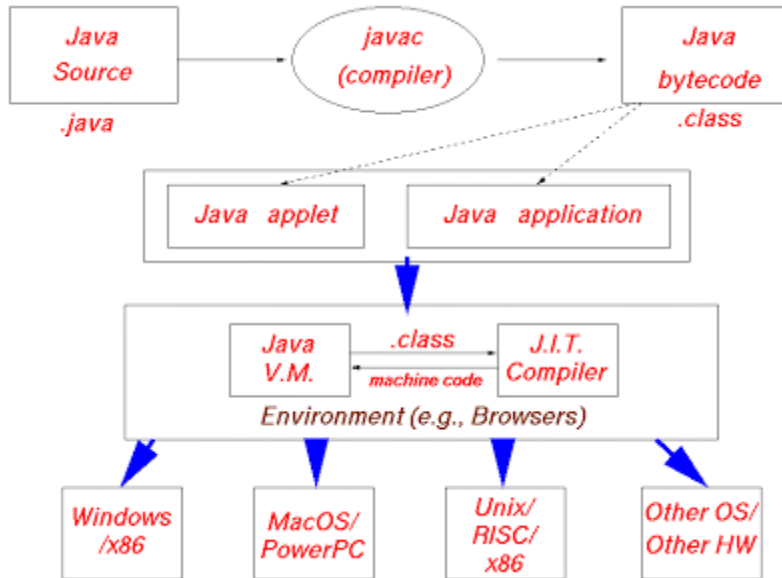 Java
Source
.java
javac
(compiler)
Java
bytecode
.class
Java applet
Java application
Java
V.M.
.class
machine code
J.I.T.
Compiler
Environment (e.g., Browsers)
Windows
/x86
MacOS/
PowerPC
Unix/
RISC/
x86
Other OS/
Other HW